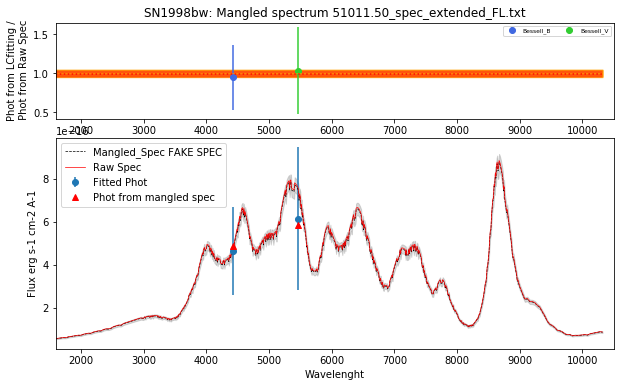 SN1998bw: Mangled spectrum 51011.50_spec_extended_FL.txt
Phot from LCfitting /
Phot from Raw Spec
1.5
1.0
0.5
Bessell_B
Bessell_V
2000 3000 4000 5000 6000 7000 8000 9000 10000
1e−16
Flux erg s-1 cm-2 A-1
8
6
4
2
Mangled_Spec FAKE SPEC
Raw Spec
Fitted Phot
Phot from mangled spec
2000 3000 4000 5000 6000 7000 8000 9000 10000
Wavelenght